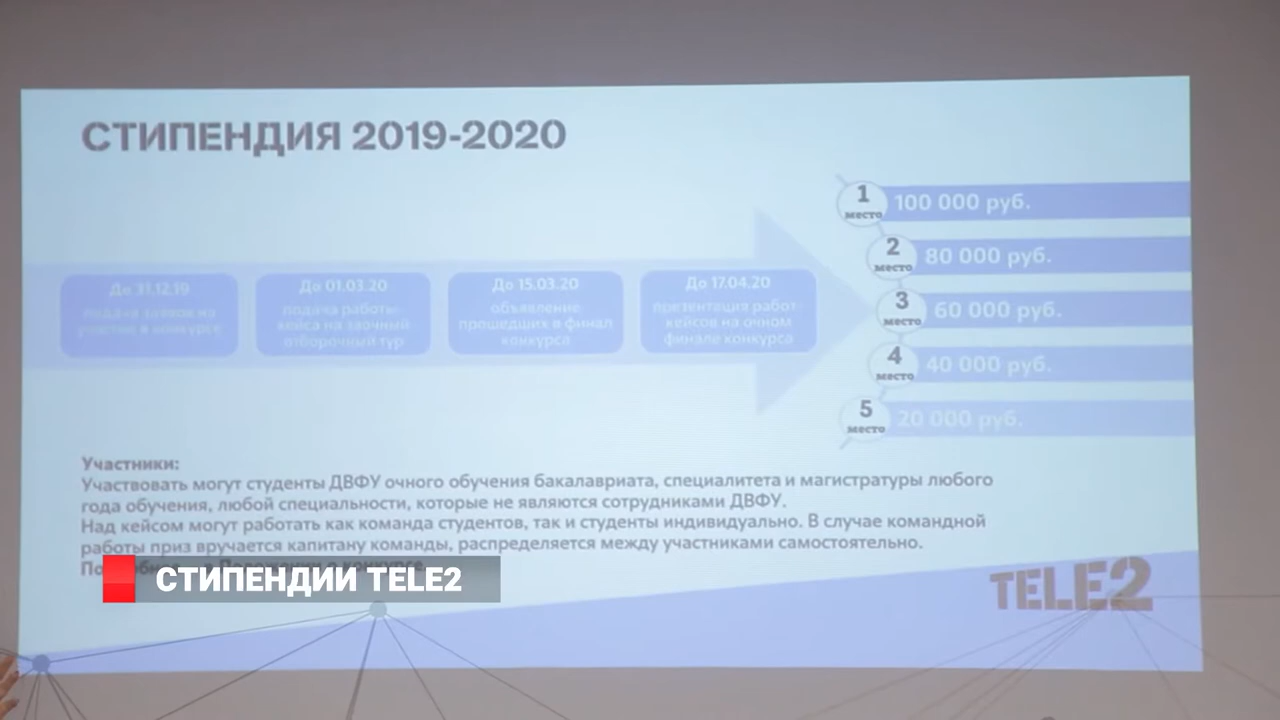 СТИПЕНДИЯ 2019-2020
До 31.12.19
подача заявок на
участие в конкурсе
До 01.03.20
подача работы-
кейса на заочный
отборочный тур
До 15.03.20
объявление
прошедших в финал
конкурса
До 17.04.20
презентация работ-
кейсов на очном
финале конкурса
1
место
100 000 руб.
2
место
80 000 руб.
3
место
60 000 руб.
4
место
40 000 руб.
5
место
20 000 руб.
Участники:
Участвовать могут студенты ДВФУ очного обучения бакалавриата, специалитета и магистратуры любого
года обучения, любой специальности, которые не являются сотрудниками ДВФУ.
Над кейсом могут работать как команда студентов, так и студенты индивидуально. В случае командной
работы приз вручается капитану команды, распределяется между участниками самостоятельно.
СТИПЕНДИИ TELE2
TELE2